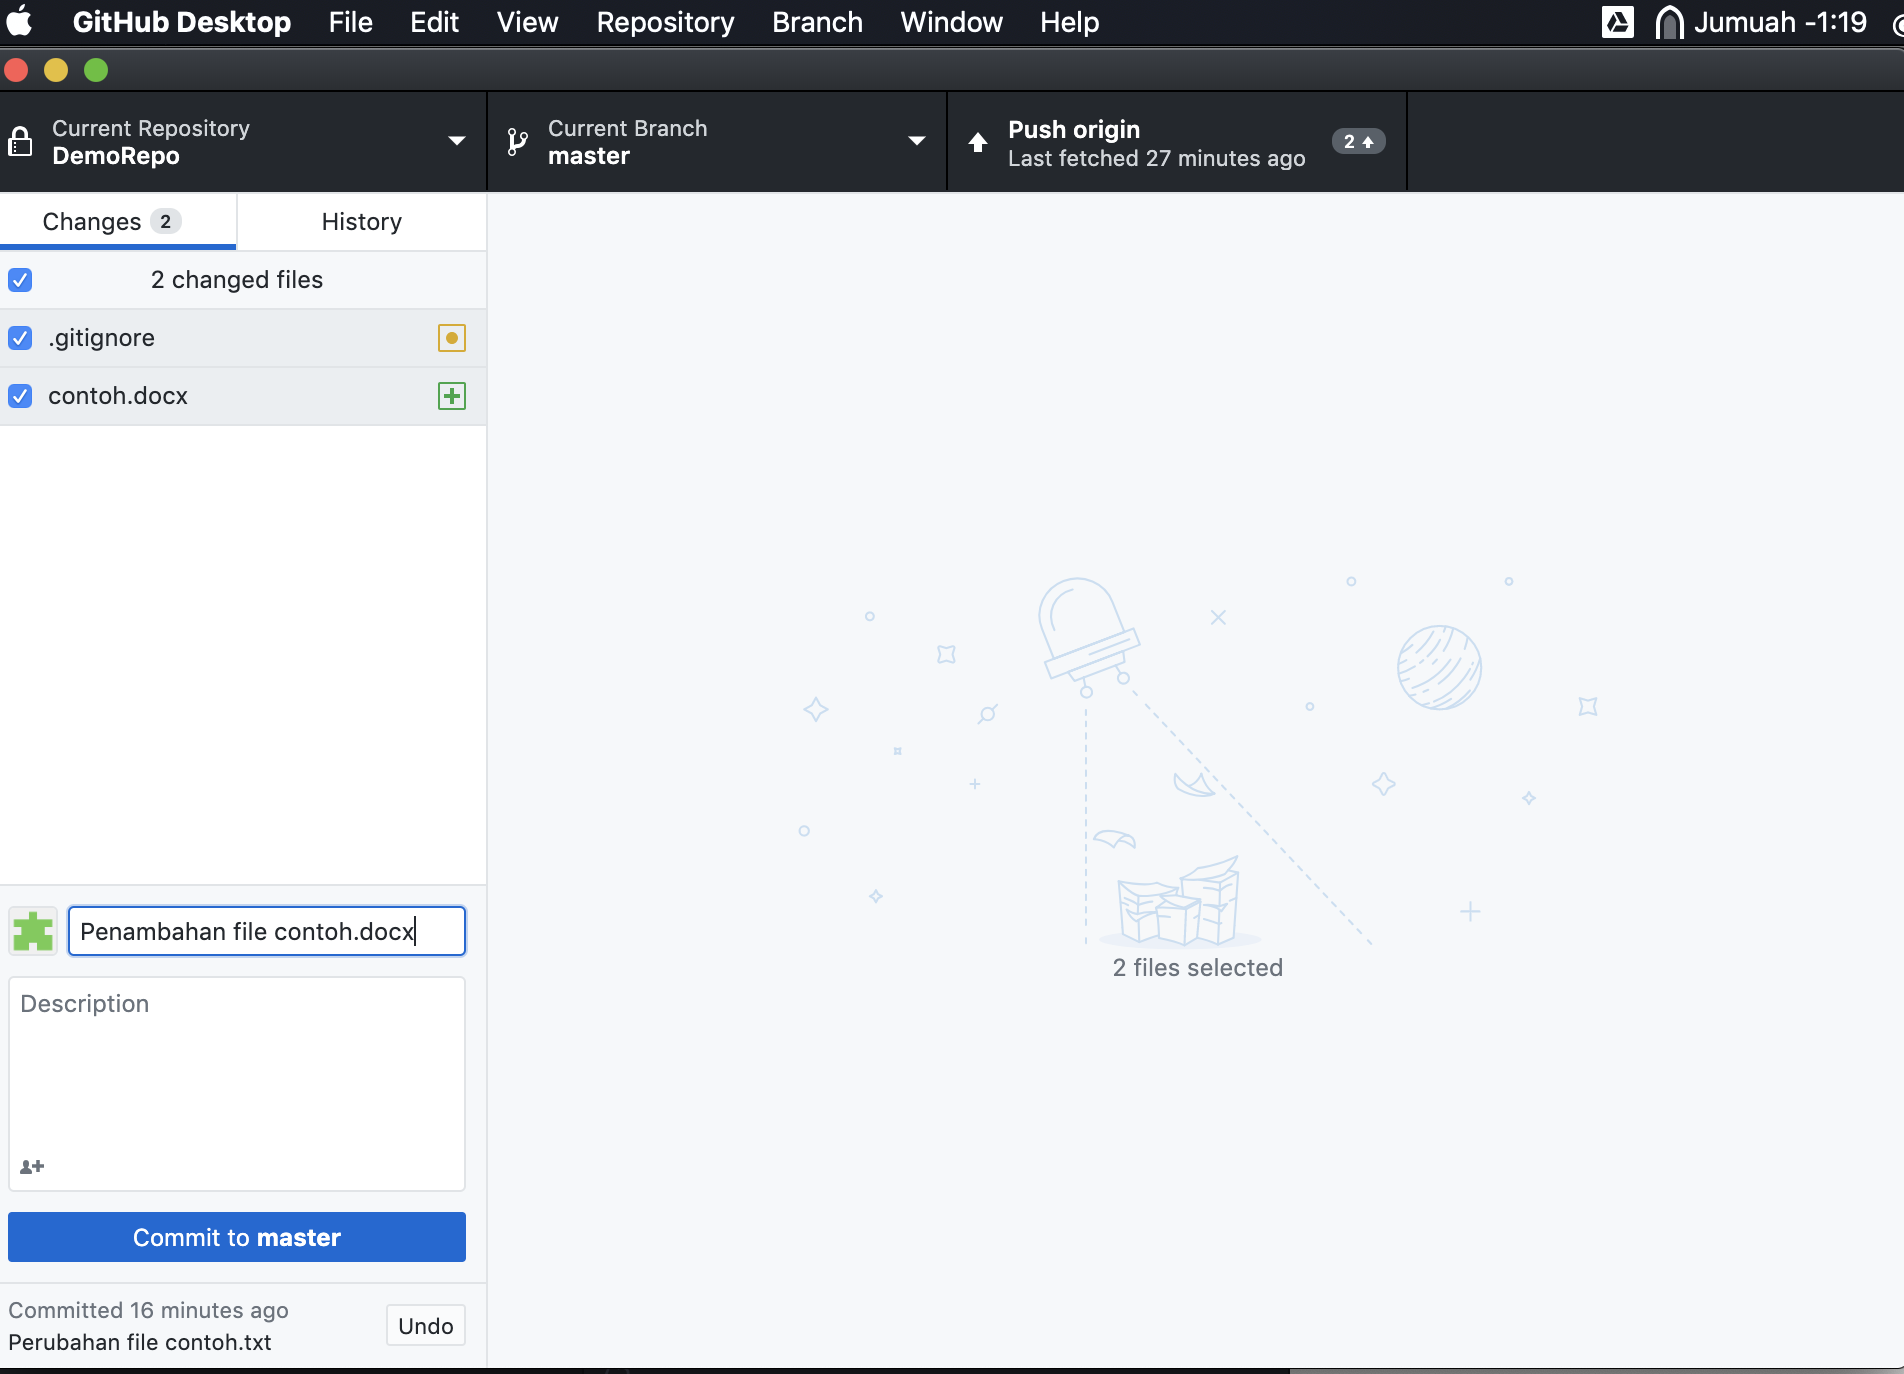 GitHub Desktop File Edit View Repository Branch Window Help Jumuah -1:19
Current Repository
DemoRepo
Current Branch
master
Push origin
Last fetched 27 minutes ago
2
Changes 2 History
2 changed files
.gitignore
contoh.docx
2 files selected
Penambahan file contoh.docx
Description
Commit to master
Committed 16 minutes ago
Perubahan file contoh.txt
Undo